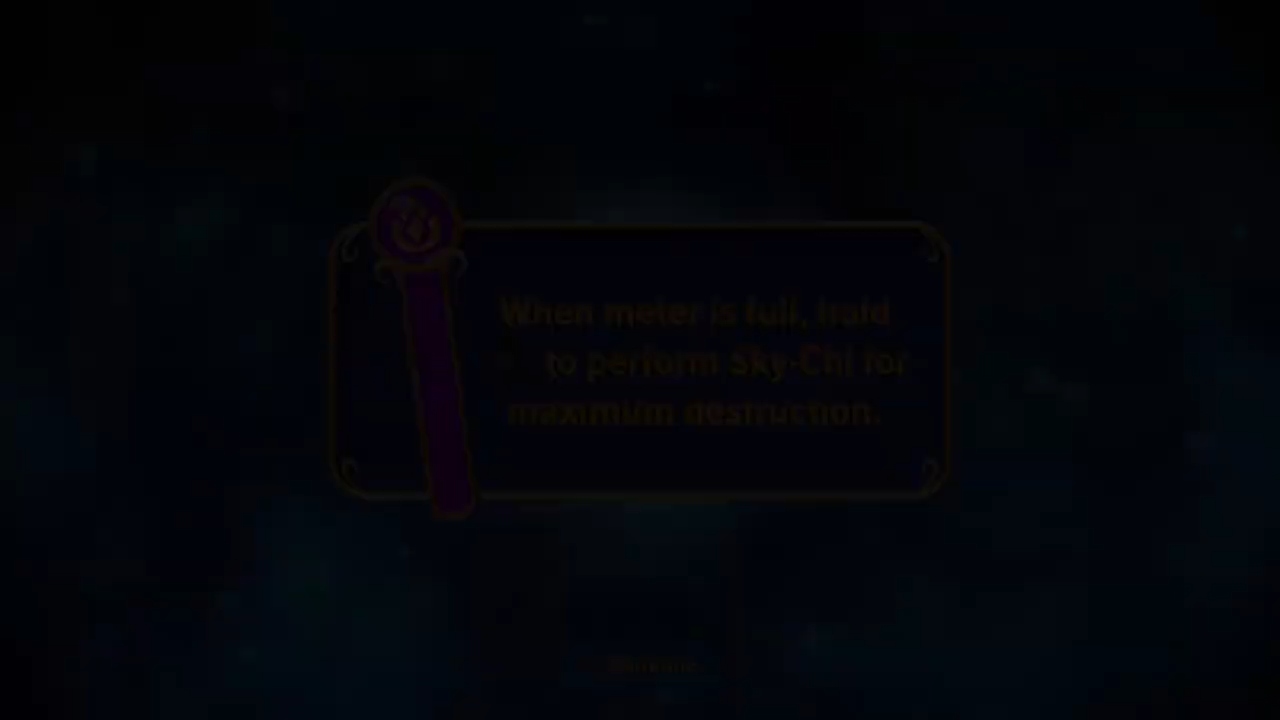 When meter is full, hold
to perform Sky-Chi for
maximum destruction.